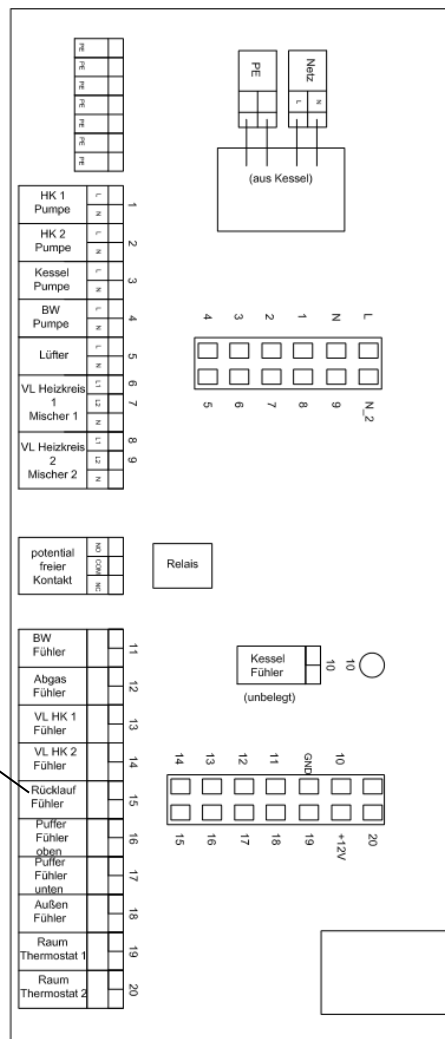 PE
PE
PE
PE
PE
PE
PE
PE
Netz
L
N
(aus Kessel)
HK 1
Pumpe
L
N
1
HK 2
Pumpe
L
N
2
Kessel
Pumpe
L
N
3
BW
Pumpe
L
N
4
Lüfter
L
N
5
VL Heizkreis
1
Mischer 1
L1
L2
N
6
7
VL Heizkreis
2
Mischer 2
L1
L2
N
8
9
4 3 2 1 N L
5 6 7 8 9 N_2
potential
freier
Kontakt
NO
COM
NC
Relais
BW
Fühler
11
Abgas
Fühler
12
VL HK 1
Fühler
13
VL HK 2
Fühler
14
Rücklauf
Fühler
15
Puffer
Fühler
oben
16
Puffer
Fühler
unten
17
Außen
Fühler
18
Raum
Thermostat 1
19
Raum
Thermostat 2
20
Kessel
Fühler
10
10
(unbelegt)
14 13 12 11 GND 10
15 16 17 18 19 +12V 20